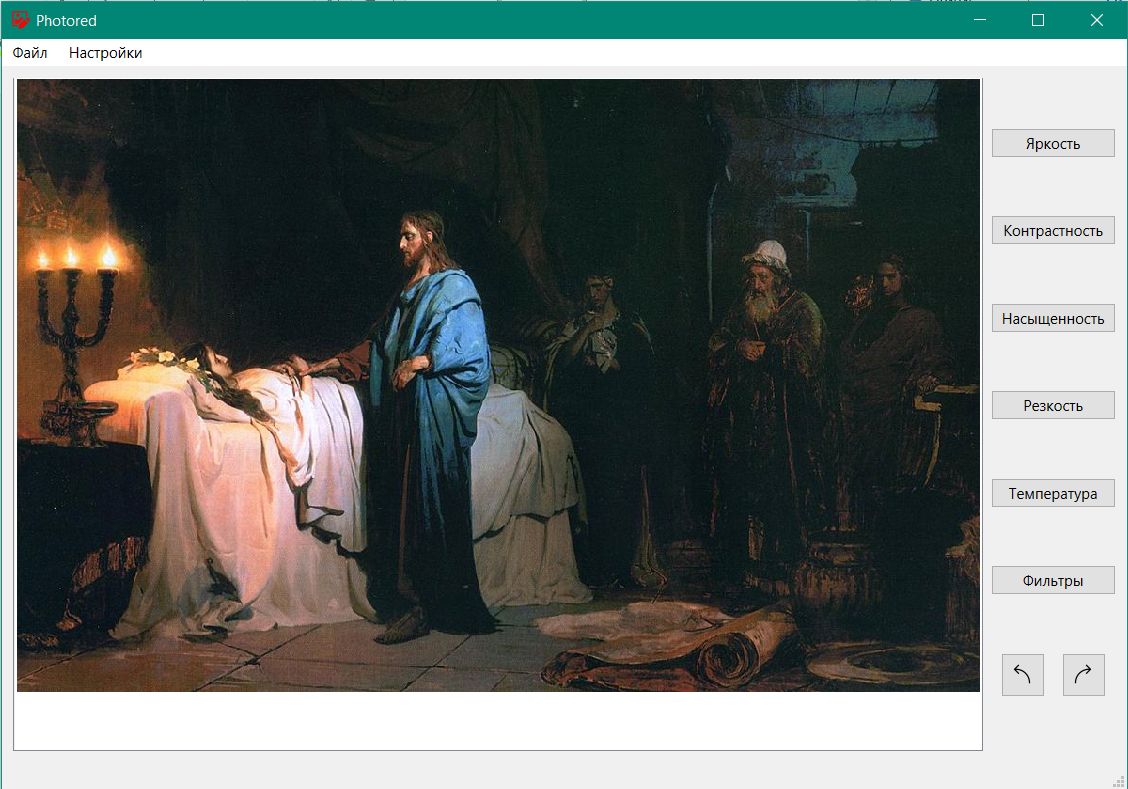 Photored
Файл Настройки
Яркость
Контрастность
Насыщенность
Резкость
Температура
Фильтры